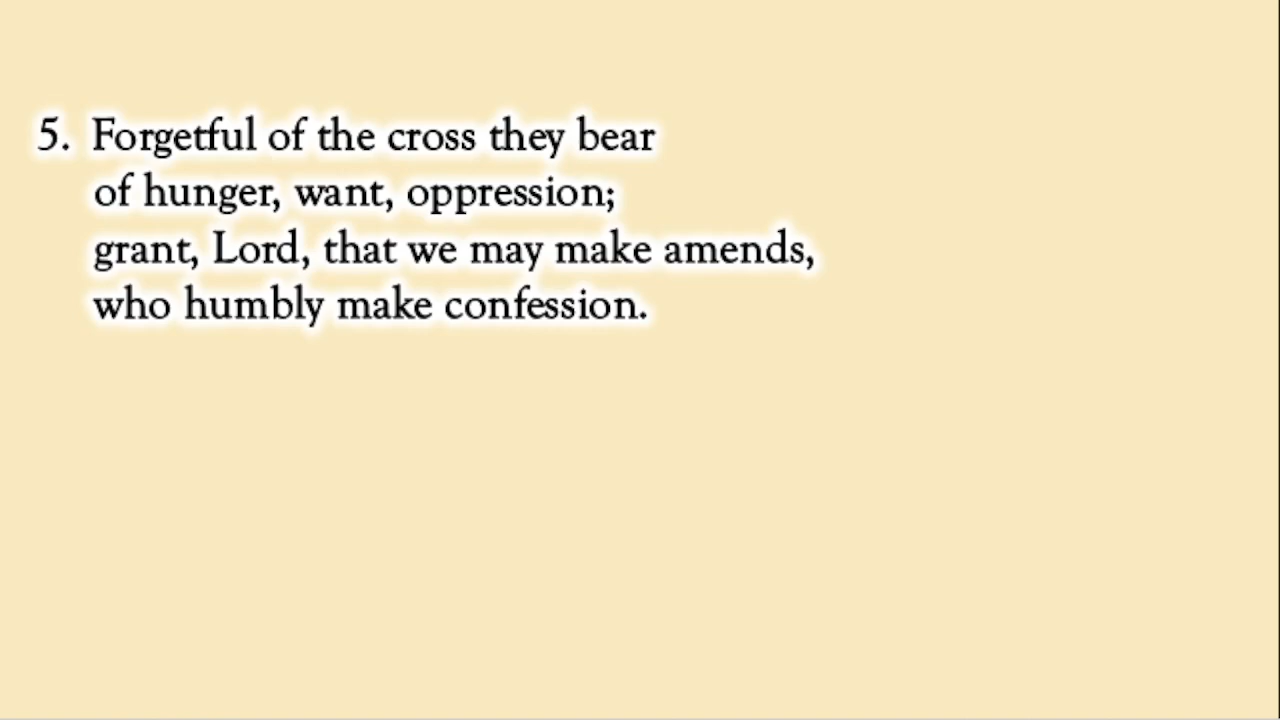 5. Forgetful of the cross they bear
of hunger, want, oppression;
grant, Lord, that we may make amends,
who humbly make confession.